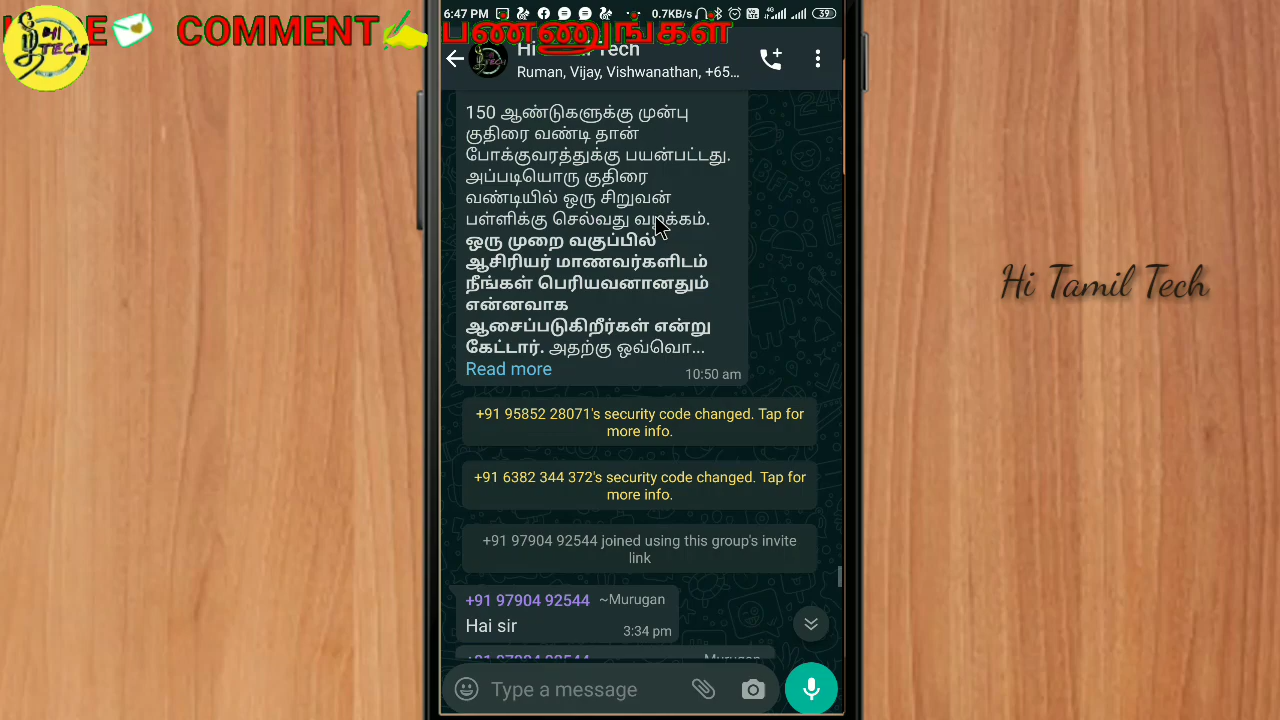 COMMENT✍ பண்ணுங்கள்
HI
TECH
6:47 PM
0.7KB/s
39
Ruman, Vijay, Vishwanathan, +65...
150 ஆண்டுகளுக்கு முன்பு
குதிரை வண்டி தான்
போக்குவரத்துக்கு பயன்பட்டது.
அப்படியொரு குதிரை
வண்டியில் ஒரு சிறுவன்
பள்ளிக்கு செல்வது வழக்கம்.
ஒரு முறை வகுப்பில்
ஆசிரியர் மாணவர்களிடம்
நீங்கள் பெரியவனானதும்
என்னவாக
ஆசைப்படுகிறீர்கள் என்று
கேட்டார். அதற்கு ஒவ்வொ...
Read more
10:50 am
Hi Tamil Tech
+91 95852 28071's security code changed. Tap for
more info.
+91 6382 344 372's security code changed. Tap for
more info.
+91 97904 92544 joined using this group's invite
link
+91 97904 92544 ~Murugan
Hai sir
3:34 pm
Type a message